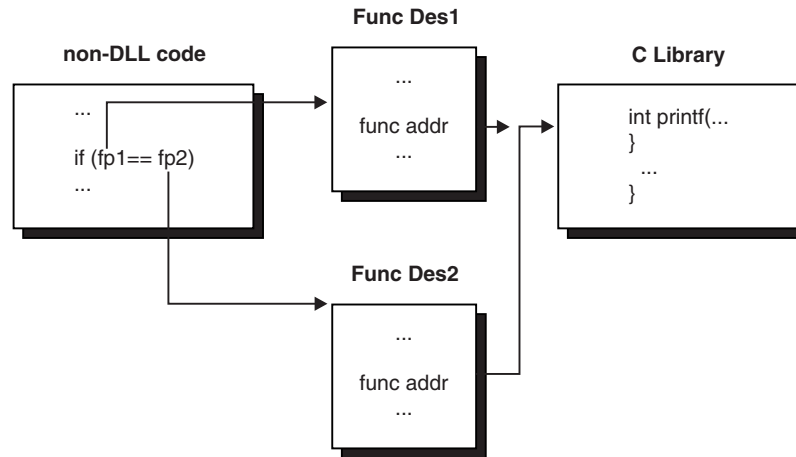 Func Des1
non-DLL code
C Library
...
if (fp1== fp2)
...
...
func addr
...
int printf(...
}
...
}
Func Des2
...
func addr
...